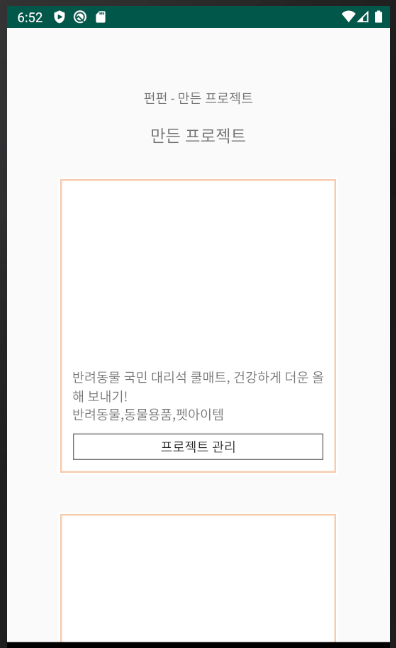 6:52
펀펀 - 만든 프로젝트
만든 프로젝트
반려동물 국민 대리석 쿨매트, 건강하게 더운 올
해 보내기!
반려동물,동물용품,펫아이템
프로젝트 관리